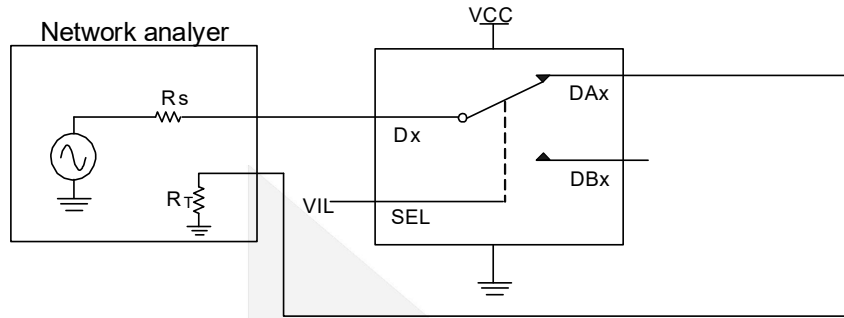 Network analyer
VCC
Rs
DAx
Dx
DBx
RT
VIL
SEL